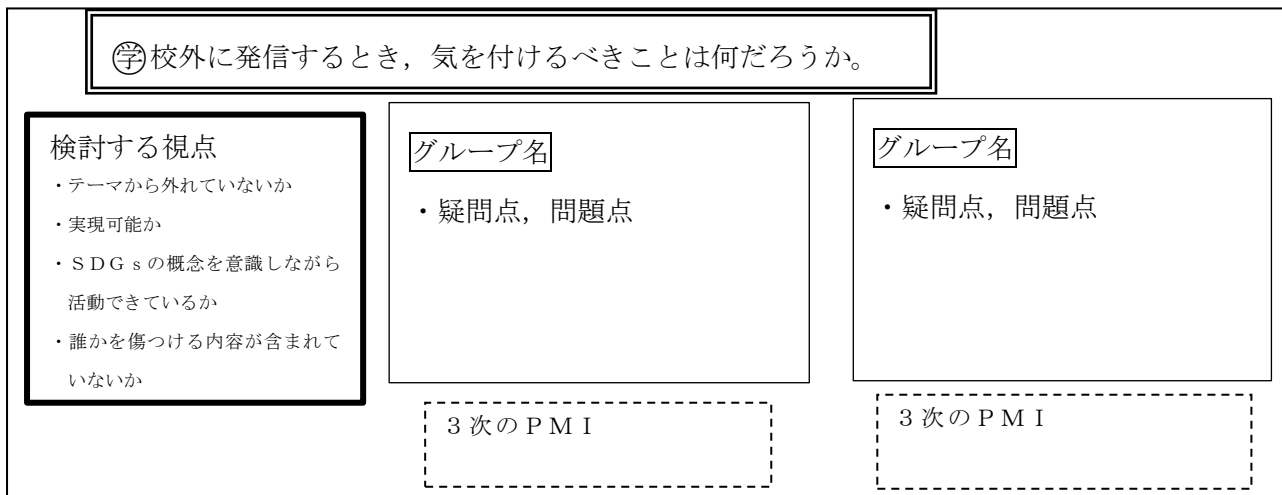 ㊫校外に発信するとき，気を付けるべきことは何だろうか。
検討する視点
・テーマから外れていないか
・実現可能か
・ＳＤＧｓの概念を意識しながら
活動できているか
・誰かを傷つける内容が含まれて
いないか
グループ名
・疑問点，問題点
３次のＰＭＩ
グループ名
・疑問点，問題点
３次のＰＭＩ